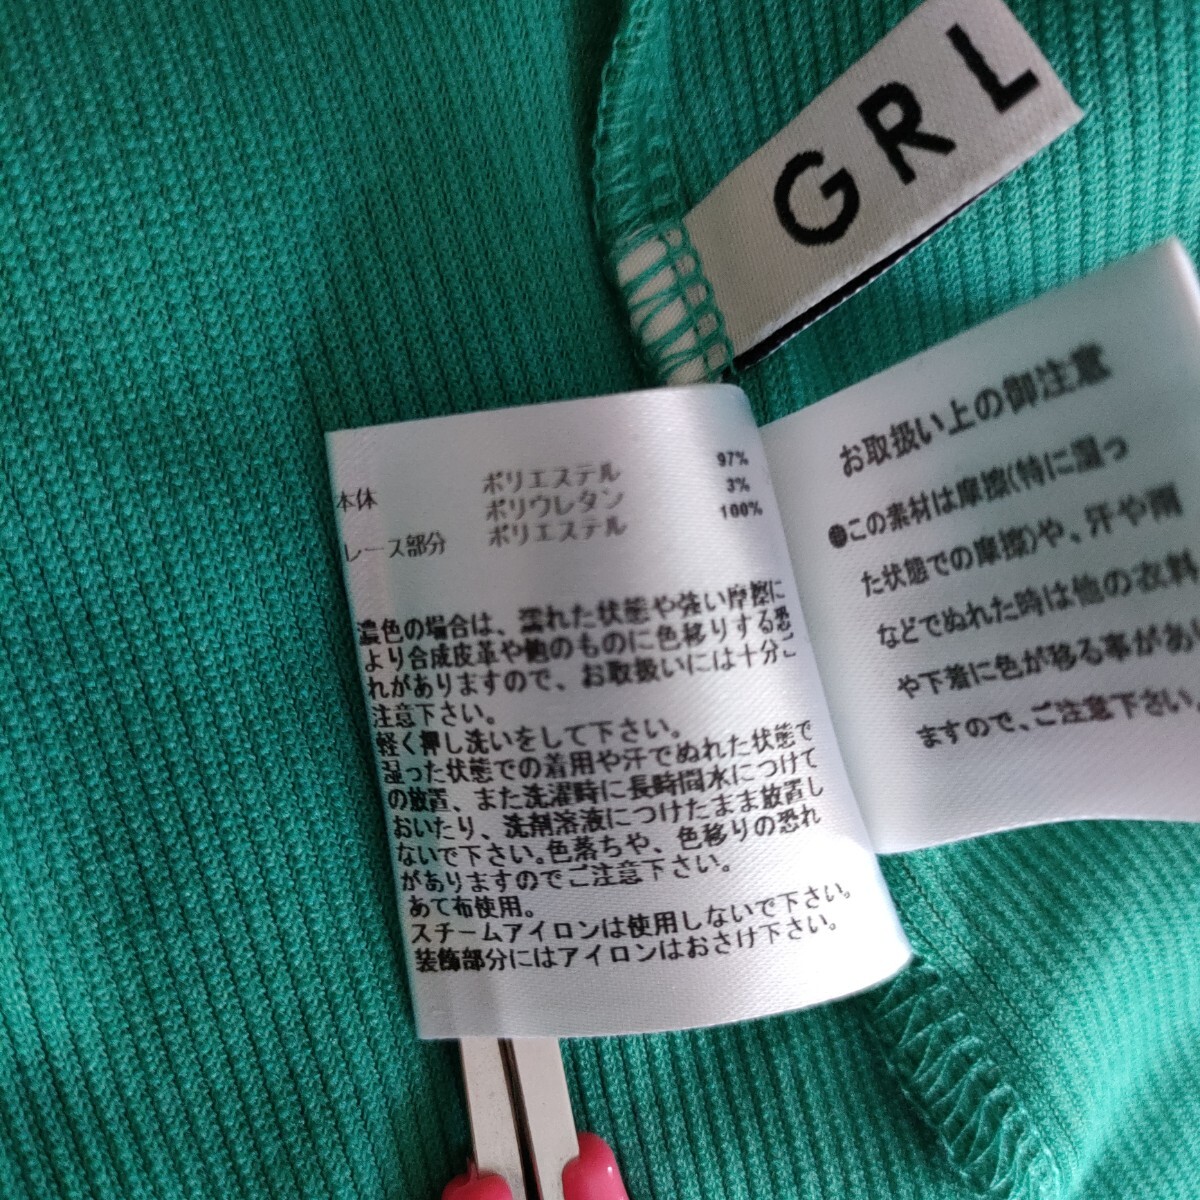 GRL
本体 ポリエステル 97%
ポリウレタン 3%
レース部分 ポリエステル 100%
濃色の場合は、濡れた状態や強い摩擦に
より合成皮革や他のものに色移りする恐
れがありますので、お取扱いには十分ご
注意下さい。
軽く押し洗いをして下さい。
湿った状態での着用や汗でぬれた状態で
の放置、また洗濯時に長時間水につけて
おいたり、洗剤溶液につけたまま放置し
ないで下さい。色落ちや、色移りの恐れ
がありますのでご注意下さい。
あて布使用。
スチームアイロンは使用しないで下さい。
装飾部分にはアイロンはおさけ下さい。
お取扱い上の御注意
●この素材は摩擦(特に湿っ
た状態での摩擦)や、汗や雨
などでぬれた時は他の衣料
や下着に色が移る事があり
ますので、ご注意下さい。